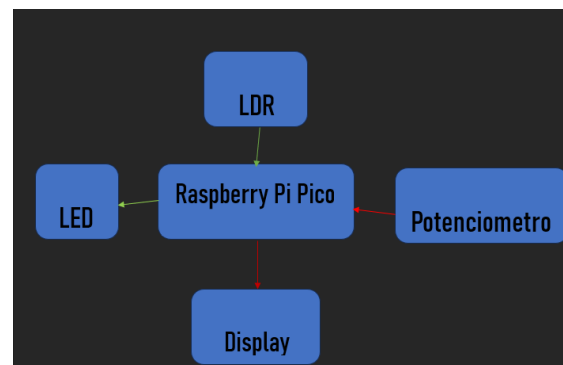 LDR
Raspberry Pi Pico
LED
Potenciometro
Display